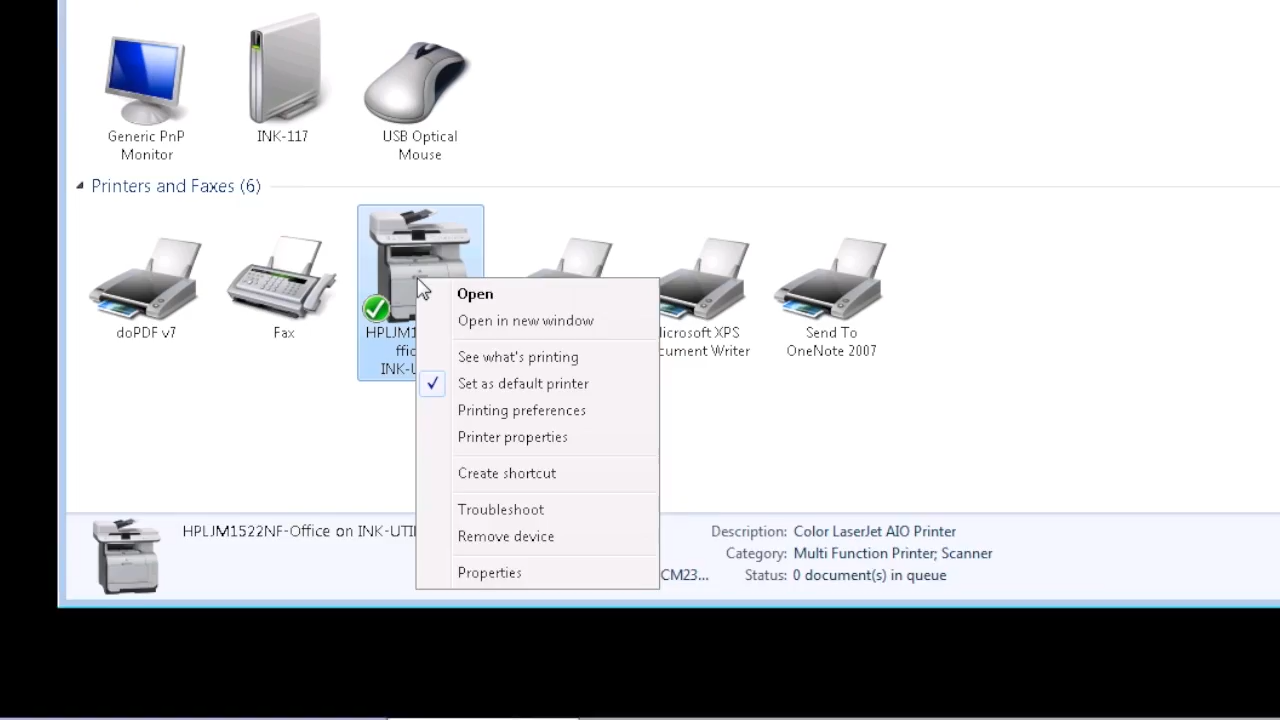 Generic PnP
Monitor
INK-117
USB Optical
Mouse
Printers and Faxes (6)
doPDF v7
Fax
HPLJM1
ffic
INK-U
icrosoft XPS
cument Writer
Send To
OneNote 2007
Open
Open in new window
See what's printing
Set as default printer
Printing preferences
Printer properties
Create shortcut
Troubleshoot
Remove device
Properties
HPLJM1522NF-Office on INK-UTI
CM23...
Description: Color LaserJet AIO Printer
Category: Multi Function Printer; Scanner
Status: 0 document(s) in queue